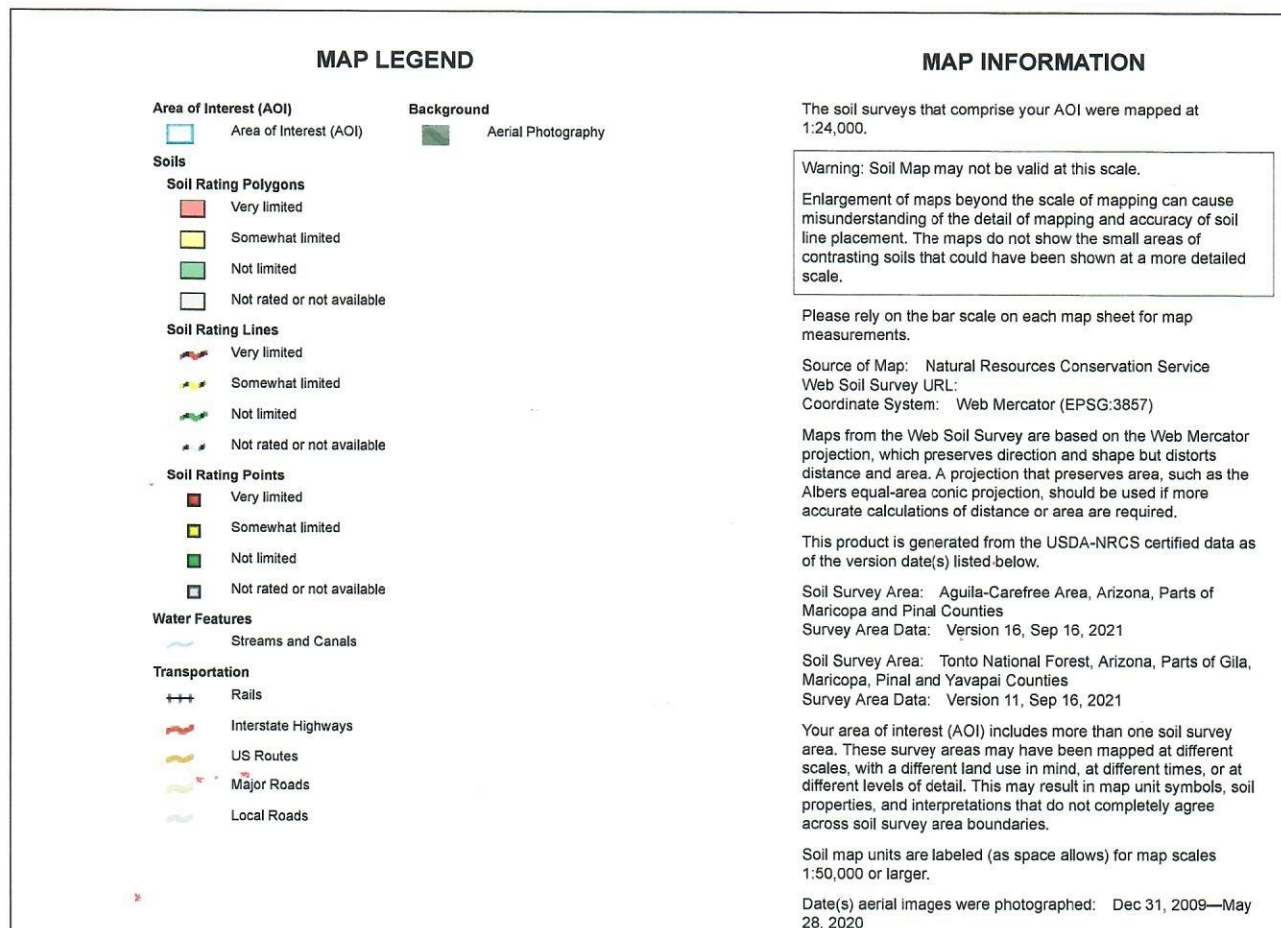 MAP LEGEND
Area of Interest (AOI)
Area of Interest (AOI)
Background
Aerial Photography
Soils
Soil Rating Polygons
Very limited
Somewhat limited
Not limited
Not rated or not available
Soil Rating Lines
Very limited
Somewhat limited
Not limited
Not rated or not available
Soil Rating Points
Very limited
Somewhat limited
Not limited
Not rated or not available
Water Features
Streams and Canals
Transportation
Rails
Interstate Highways
US Routes
Major Roads
Local Roads
MAP INFORMATION
The soil surveys that comprise your AOI were mapped at
1:24,000.
Warning: Soil Map may not be valid at this scale.
Enlargement of maps beyond the scale of mapping can cause
misunderstanding of the detail of mapping and accuracy of soil
line placement. The maps do not show the small areas of
contrasting soils that could have been shown at a more detailed
scale.
Please rely on the bar scale on each map sheet for map
measurements.
Source of Map: Natural Resources Conservation Service
Web Soil Survey URL:
Coordinate System: Web Mercator (EPSG:3857)
Maps from the Web Soil Survey are based on the Web Mercator
projection, which preserves direction and shape but distorts
distance and area. A projection that preserves area, such as the
Albers equal-area conic projection, should be used if more
accurate calculations of distance or area are required.
This product is generated from the USDA-NRCS certified data as
of the version date(s) listed below.
Soil Survey Area: Aguila-Carefree Area, Arizona, Parts of
Maricopa and Pinal Counties
Survey Area Data: Version 16, Sep 16, 2021
Soil Survey Area: Tonto National Forest, Arizona, Parts of Gila,
Maricopa, Pinal and Yavapai Counties
Survey Area Data: Version 11, Sep 16, 2021
Your area of interest (AOI) includes more than one soil survey
area. These survey areas may have been mapped at different
scales, with a different land use in mind, at different times, or at
different levels of detail. This may result in map unit symbols, soil
properties, and interpretations that do not completely agree
across soil survey area boundaries.
Soil map units are labeled (as space allows) for map scales
1:50,000 or larger.
Date(s) aerial images were photographed: Dec 31, 2009—May
28, 2020